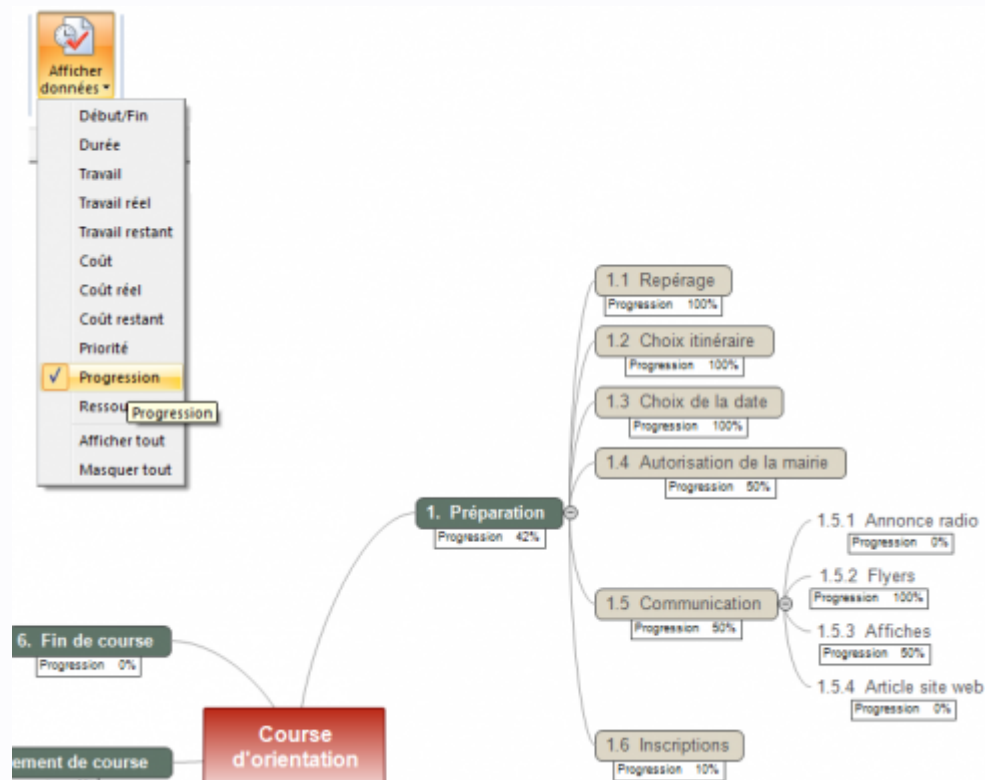 Afficher
données
Début/Fin
Durée
Travail
Travail réel
Travail restant
Coût
Coût réel
Coût restant
Priorité
Progression
Ressou
Progression
Afficher tout
Masquer tout
1.1 Repérage
Progression 100%
1.2 Choix itinéraire
Progression 100%
1.3 Choix de la date
Progression 100%
1.4 Autorisation de la mairie
Progression 50%
1. Préparation
Progression 42%
1.5.1 Annonce radio
Progression 0%
1.5.2 Flyers
Progression 100%
1.5 Communication
Progression 50%
1.5.3 Affiches
Progression 50%
1.5.4 Article site web
Progression 0%
6. Fin de course
Progression 0%
Course
d'orientation
ement de course
1.6 Inscriptions
Progression 10%